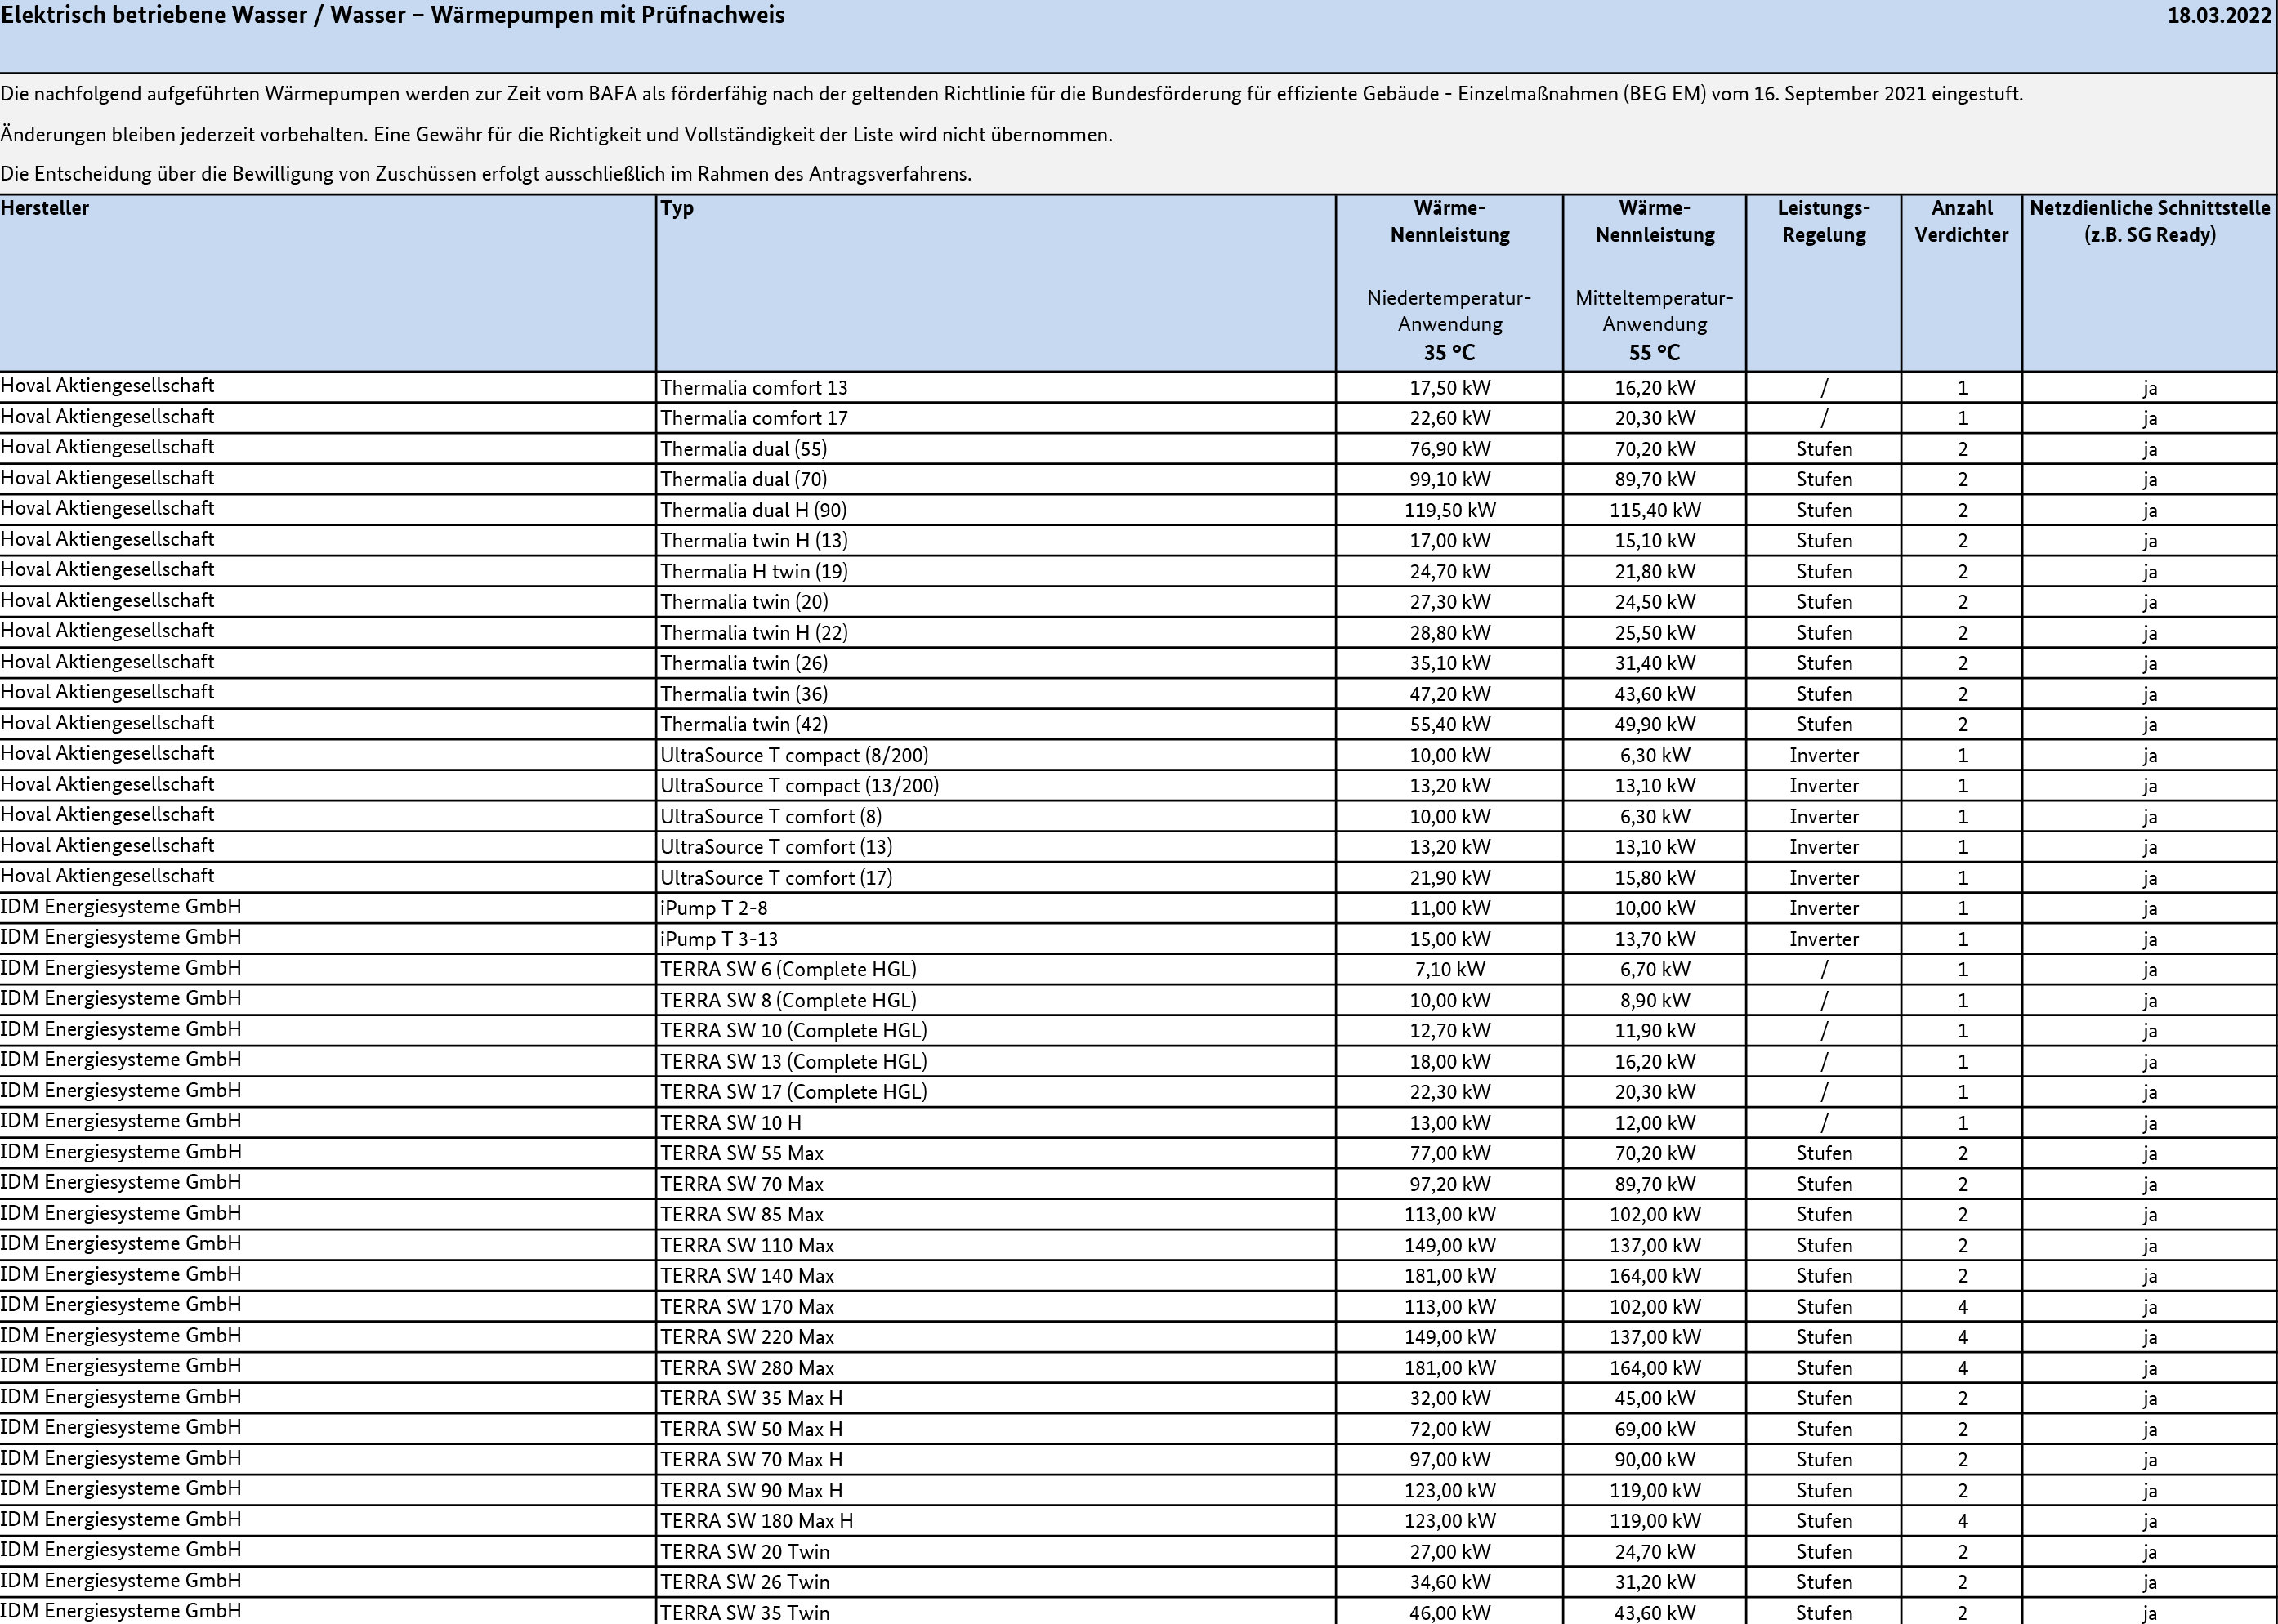 Elektrisch betriebene Wasser / Wasser – Wärmepumpen mit Prüfnachweis 18.03.2022
Die nachfolgend aufgeführten Wärmepumpen werden zur Zeit vom BAFA als förderfähig nach der geltenden Richtlinie für die Bundesförderung für effiziente Gebäude - Einzelmaßnahmen (BEG EM) vom 16. September 2021 eingestuft.
Änderungen bleiben jederzeit vorbehalten. Eine Gewähr für die Richtigkeit und Vollständigkeit der Liste wird nicht übernommen.
Die Entscheidung über die Bewilligung von Zuschüssen erfolgt ausschließlich im Rahmen des Antragsverfahrens.
Hersteller Typ Wärme- Wärme- Leistungs- Anzahl Netzdienliche Schnittstelle
Nennleistung Nennleistung Regelung Verdichter (z.B. SG Ready)
Niedertemperatur- Mitteltemperatur-
Anwendung Anwendung
35 °C 55 °C
Hoval Aktiengesellschaft Thermalia comfort 13 17,50 kW 16,20 kW / 1 ja
Hoval Aktiengesellschaft Thermalia comfort 17 22,60 kW 20,30 kW / 1 ja
Hoval Aktiengesellschaft Thermalia dual (55) 76,90 kW 70,20 kW Stufen 2 ja
Hoval Aktiengesellschaft Thermalia dual (70) 99,10 kW 89,70 kW Stufen 2 ja
Hoval Aktiengesellschaft Thermalia dual H (90) 119,50 kW 115,40 kW Stufen 2 ja
Hoval Aktiengesellschaft Thermalia twin H (13) 17,00 kW 15,10 kW Stufen 2 ja
Hoval Aktiengesellschaft Thermalia H twin (19) 24,70 kW 21,80 kW Stufen 2 ja
Hoval Aktiengesellschaft Thermalia twin (20) 27,30 kW 24,50 kW Stufen 2 ja
Hoval Aktiengesellschaft Thermalia twin H (22) 28,80 kW 25,50 kW Stufen 2 ja
Hoval Aktiengesellschaft Thermalia twin (26) 35,10 kW 31,40 kW Stufen 2 ja
Hoval Aktiengesellschaft Thermalia twin (36) 47,20 kW 43,60 kW Stufen 2 ja
Hoval Aktiengesellschaft Thermalia twin (42) 55,40 kW 49,90 kW Stufen 2 ja
Hoval Aktiengesellschaft UltraSource T compact (8/200) 10,00 kW 6,30 kW Inverter 1 ja
Hoval Aktiengesellschaft UltraSource T compact (13/200) 13,20 kW 13,10 kW Inverter 1 ja
Hoval Aktiengesellschaft UltraSource T comfort (8) 10,00 kW 6,30 kW Inverter 1 ja
Hoval Aktiengesellschaft UltraSource T comfort (13) 13,20 kW 13,10 kW Inverter 1 ja
Hoval Aktiengesellschaft UltraSource T comfort (17) 21,90 kW 15,80 kW Inverter 1 ja
IDM Energiesysteme GmbH iPump T 2-8 11,00 kW 10,00 kW Inverter 1 ja
IDM Energiesysteme GmbH iPump T 3-13 15,00 kW 13,70 kW Inverter 1 ja
IDM Energiesysteme GmbH TERRA SW 6 (Complete HGL) 7,10 kW 6,70 kW / 1 ja
IDM Energiesysteme GmbH TERRA SW 8 (Complete HGL) 10,00 kW 8,90 kW / 1 ja
IDM Energiesysteme GmbH TERRA SW 10 (Complete HGL) 12,70 kW 11,90 kW / 1 ja
IDM Energiesysteme GmbH TERRA SW 13 (Complete HGL) 18,00 kW 16,20 kW / 1 ja
IDM Energiesysteme GmbH TERRA SW 17 (Complete HGL) 22,30 kW 20,30 kW / 1 ja
IDM Energiesysteme GmbH TERRA SW 10 H 13,00 kW 12,00 kW / 1 ja
IDM Energiesysteme GmbH TERRA SW 55 Max 77,00 kW 70,20 kW Stufen 2 ja
IDM Energiesysteme GmbH TERRA SW 70 Max 97,20 kW 89,70 kW Stufen 2 ja
IDM Energiesysteme GmbH TERRA SW 85 Max 113,00 kW 102,00 kW Stufen 2 ja
IDM Energiesysteme GmbH TERRA SW 110 Max 149,00 kW 137,00 kW Stufen 2 ja
IDM Energiesysteme GmbH TERRA SW 140 Max 181,00 kW 164,00 kW Stufen 2 ja
IDM Energiesysteme GmbH TERRA SW 170 Max 113,00 kW 102,00 kW Stufen 4 ja
IDM Energiesysteme GmbH TERRA SW 220 Max 149,00 kW 137,00 kW Stufen 4 ja
IDM Energiesysteme GmbH TERRA SW 280 Max 181,00 kW 164,00 kW Stufen 4 ja
IDM Energiesysteme GmbH TERRA SW 35 Max H 32,00 kW 45,00 kW Stufen 2 ja
IDM Energiesysteme GmbH TERRA SW 50 Max H 72,00 kW 69,00 kW Stufen 2 ja
IDM Energiesysteme GmbH TERRA SW 70 Max H 97,00 kW 90,00 kW Stufen 2 ja
IDM Energiesysteme GmbH TERRA SW 90 Max H 123,00 kW 119,00 kW Stufen 2 ja
IDM Energiesysteme GmbH TERRA SW 180 Max H 123,00 kW 119,00 kW Stufen 4 ja
IDM Energiesysteme GmbH TERRA SW 20 Twin 27,00 kW 24,70 kW Stufen 2 ja
IDM Energiesysteme GmbH TERRA SW 26 Twin 34,60 kW 31,20 kW Stufen 2 ja
IDM Energiesysteme GmbH TERRA SW 35 Twin 46,00 kW 43,60 kW Stufen 2 ja